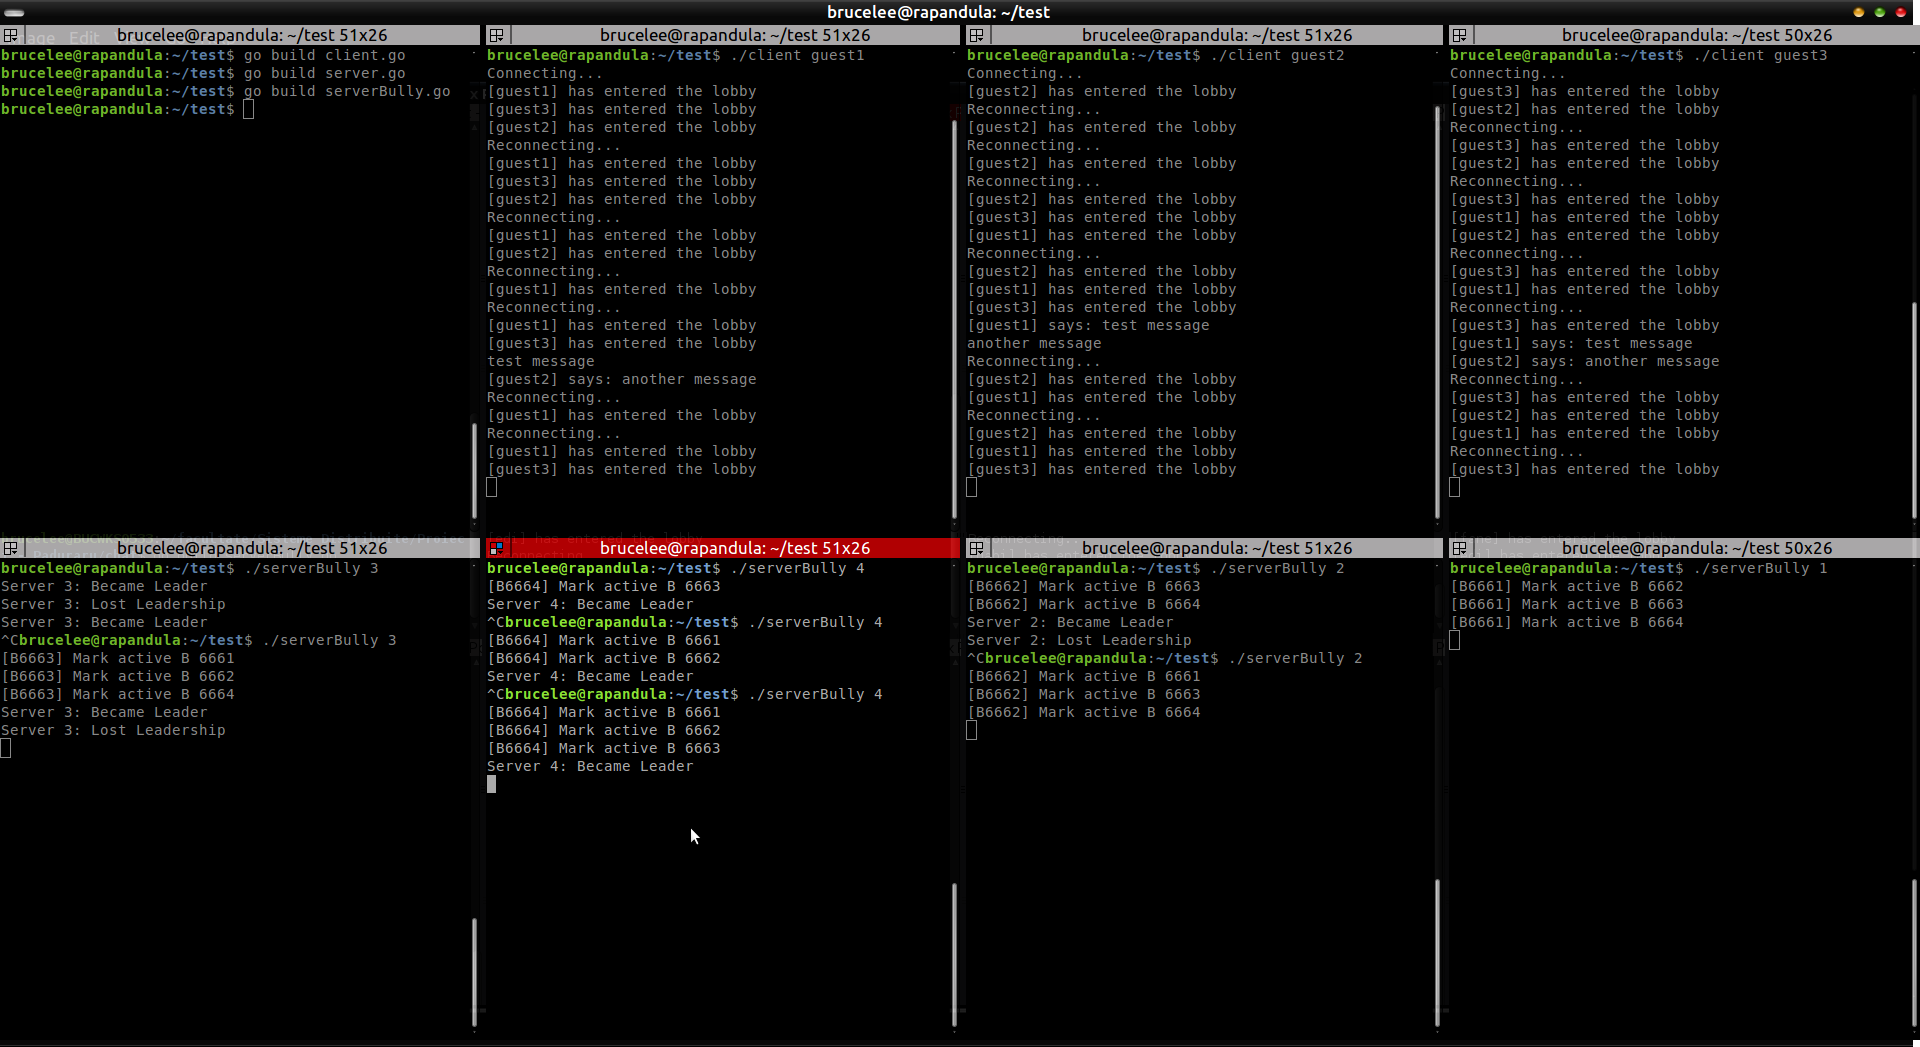 brucelee@rapandula: ~/test
brucelee@rapandula: ~/test 51x26
brucelee@rapandula:~/test$ go build client.go
brucelee@rapandula:~/test$ go build server.go
brucelee@rapandula:~/test$ go build serverBully.go
brucelee@rapandula:~/test$
brucelee@rapandula: ~/test 51x26
brucelee@rapandula:~/test$ ./client guest1
Connecting...
[guest1] has entered the lobby
[guest3] has entered the lobby
[guest2] has entered the lobby
Reconnecting...
[guest1] has entered the lobby
[guest3] has entered the lobby
[guest2] has entered the lobby
Reconnecting...
[guest1] has entered the lobby
[guest2] has entered the lobby
Reconnecting...
[guest1] has entered the lobby
Reconnecting...
[guest1] has entered the lobby
[guest3] has entered the lobby
test message
[guest2] says: another message
Reconnecting...
[guest1] has entered the lobby
Reconnecting...
[guest1] has entered the lobby
[guest3] has entered the lobby
brucelee@rapandula: ~/test 51x26
brucelee@rapandula:~/test$ ./client guest2
Connecting...
[guest2] has entered the lobby
Reconnecting...
[guest2] has entered the lobby
Reconnecting...
[guest2] has entered the lobby
Reconnecting...
[guest2] has entered the lobby
[guest3] has entered the lobby
[guest1] has entered the lobby
Reconnecting...
[guest2] has entered the lobby
[guest1] has entered the lobby
[guest3] has entered the lobby
[guest1] says: test message
another message
Reconnecting...
[guest2] has entered the lobby
[guest1] has entered the lobby
Reconnecting...
[guest2] has entered the lobby
[guest1] has entered the lobby
[guest3] has entered the lobby
brucelee@rapandula: ~/test 50x26
brucelee@rapandula:~/test$ ./client guest3
Connecting...
[guest3] has entered the lobby
[guest2] has entered the lobby
Reconnecting...
[guest3] has entered the lobby
[guest2] has entered the lobby
Reconnecting...
[guest3] has entered the lobby
[guest1] has entered the lobby
[guest2] has entered the lobby
Reconnecting...
[guest3] has entered the lobby
[guest1] has entered the lobby
Reconnecting...
[guest3] has entered the lobby
[guest1] says: test message
[guest2] says: another message
Reconnecting...
[guest3] has entered the lobby
[guest2] has entered the lobby
[guest1] has entered the lobby
Reconnecting...
[guest3] has entered the lobby
brucelee@rapandula: ~/test 51x26
brucelee@rapandula:~/test$ ./serverBully 3
Server 3: Became Leader
Server 3: Lost Leadership
Server 3: Became Leader
^Cbrucelee@rapandula:~/test$ ./serverBully 3
[B6663] Mark active B 6661
[B6663] Mark active B 6662
[B6663] Mark active B 6664
Server 3: Became Leader
Server 3: Lost Leadership
brucelee@rapandula: ~/test 51x26
brucelee@rapandula:~/test$ ./serverBully 4
[B6664] Mark active B 6663
Server 4: Became Leader
^Cbrucelee@rapandula:~/test$ ./serverBully 4
[B6664] Mark active B 6661
[B6664] Mark active B 6662
Server 4: Became Leader
^Cbrucelee@rapandula:~/test$ ./serverBully 4
[B6664] Mark active B 6661
[B6664] Mark active B 6662
[B6664] Mark active B 6663
Server 4: Became Leader
brucelee@rapandula: ~/test 51x26
brucelee@rapandula:~/test$ ./serverBully 2
[B6662] Mark active B 6663
[B6662] Mark active B 6664
Server 2: Became Leader
Server 2: Lost Leadership
^Cbrucelee@rapandula:~/test$ ./serverBully 2
[B6662] Mark active B 6661
[B6662] Mark active B 6663
[B6662] Mark active B 6664
brucelee@rapandula: ~/test 50x26
brucelee@rapandula:~/test$ ./serverBully 1
[B6661] Mark active B 6662
[B6661] Mark active B 6663
[B6661] Mark active B 6664